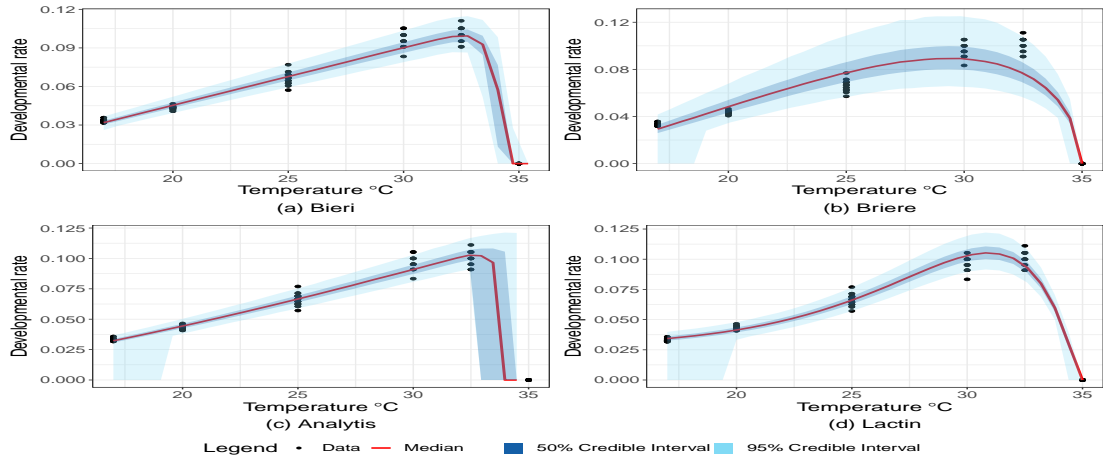 Developmental rate
0.12
0.09
0.06
0.03
0.00
20
25
30
35
Temperature °C
(a) Bieri
Developmental rate
0.12
0.08
0.04
0.00
20
25
30
35
Temperature °C
(b) Briere
Developmental rate
0.125
0.100
0.075
0.050
0.025
0.000
20
25
30
35
Temperature °C
(c) Analytis
Developmental rate
0.125
0.100
0.075
0.050
0.025
0.000
20
25
30
35
Temperature °C
(d) Lactin
Legend Data Median 50% Credible Interval 95% Credible Interval